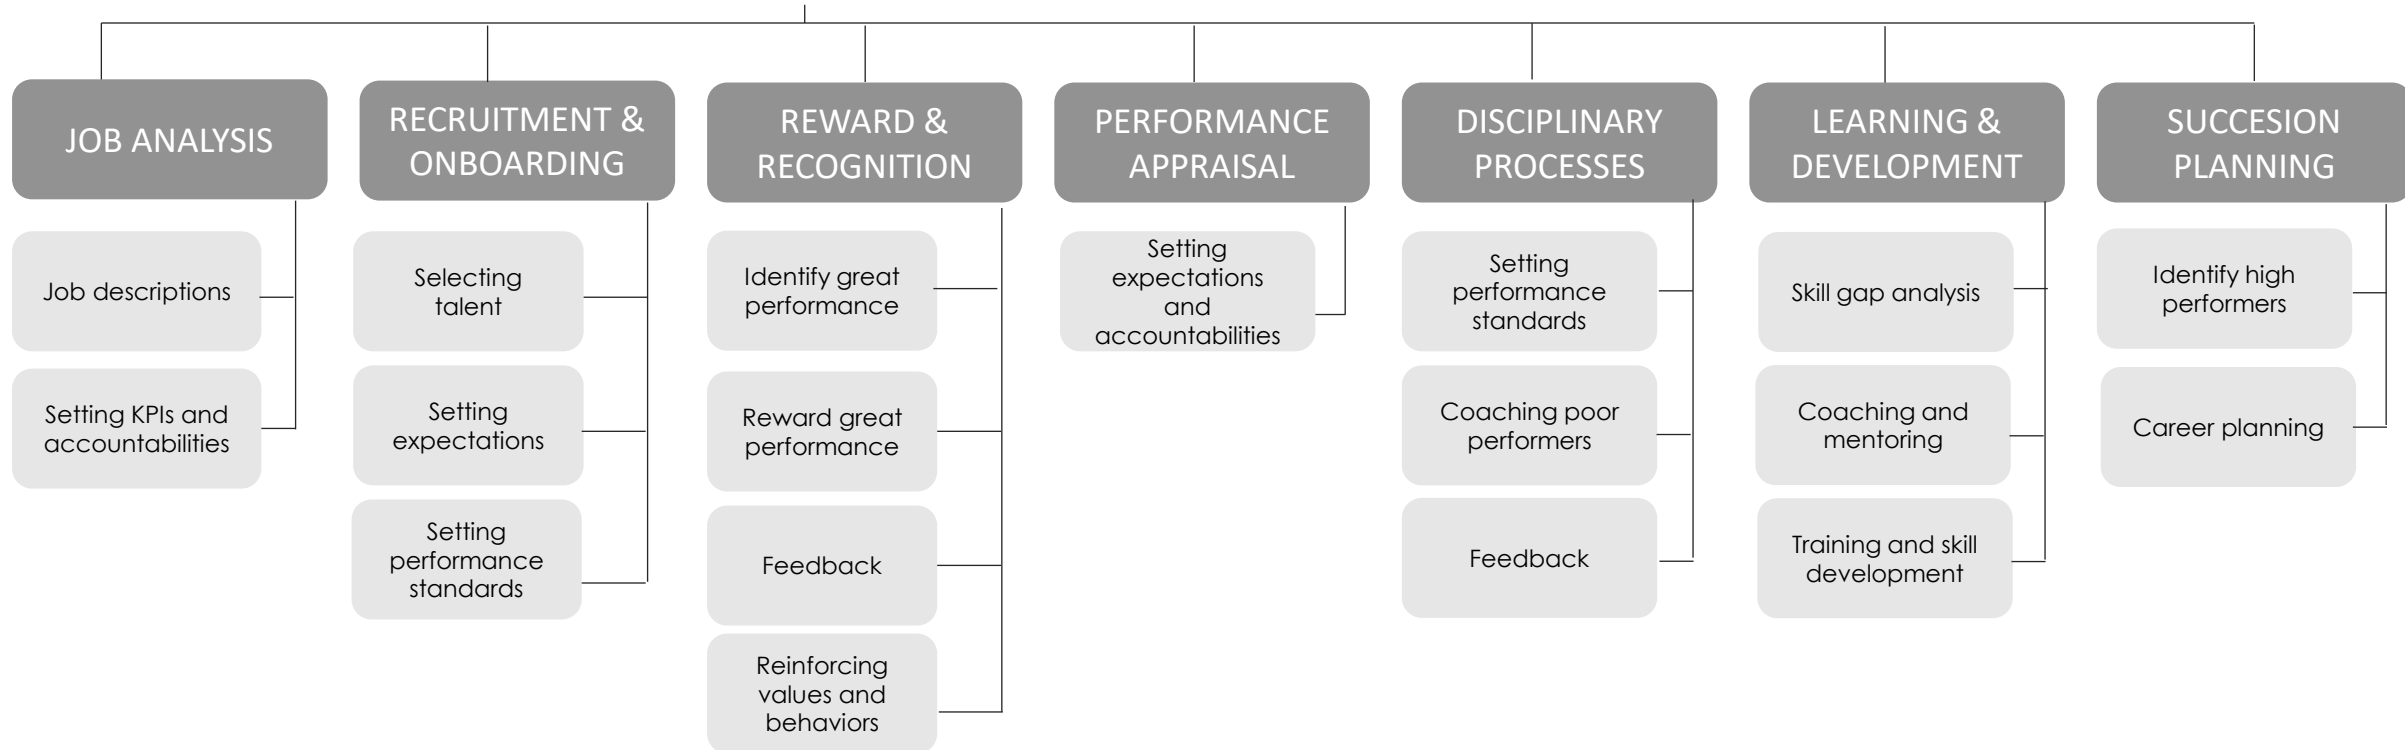 JOB ANALYSIS
RECRUITMENT &
ONBOARDING
REWARD &
RECOGNITION
PERFORMANCE
APPRAISAL
DISCIPLINARY
PROCESSES
LEARNING &
DEVELOPMENT
SUCCESION
PLANNING
Job descriptions
Setting KPIs and
accountabilities
Selecting
talent
Setting
expectations
Setting
performance
standards
Identify great
performance
Reward great
performance
Feedback
Reinforcing
values and
behaviors
Setting
expectations
and
accountabilities
Setting
performance
standards
Coaching poor
performers
Feedback
Skill gap analysis
Coaching and
mentoring
Training and skill
development
Identify high
performers
Career planning